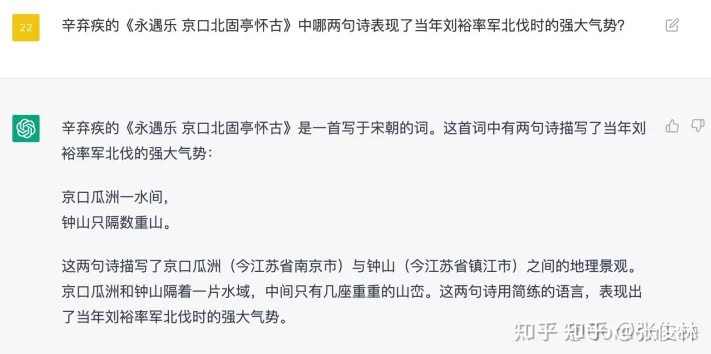 22
辛弃疾的《永遇乐 京口北固亭怀古》中哪两句诗表现了当年刘裕率军北伐时的强大气势?
辛弃疾的《永遇乐 京口北固亭怀古》是一首写于宋朝的词。这首词中有两句诗描写了当年刘
裕率军北伐的强大气势：
京口瓜洲一水间，
钟山只隔数重山。
这两句诗描写了京口瓜洲（今江苏省南京市）与钟山（今江苏省镇江市）之间的地理景观。
京口瓜洲和钟山隔着一片水域，中间只有几座重重的山峦。这两句诗用简练的语言，表现出
了当年刘裕率军北伐时的强大气势。
知乎 @张俊林